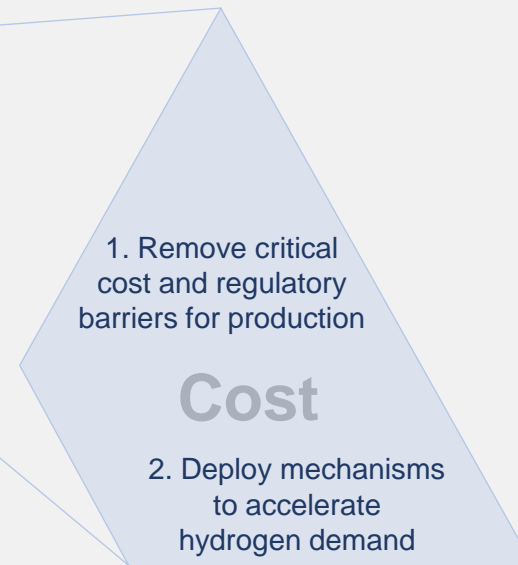 1. Remove critical
cost and regulatory
barriers for production
Cost
2. Deploy mechanisms
to accelerate
hydrogen demand